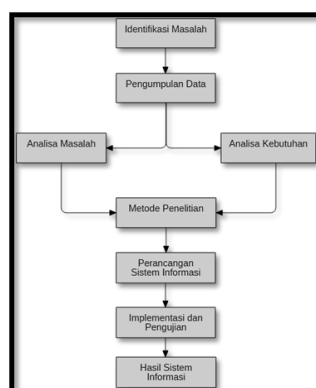 Identifikasi Masalah
Pengumpulan Data
Analisa Masalah
Analisa Kebutuhan
Metode Penelitian
Perancangan
Sistem Informasi
Implementasi dan
Pengujian
Hasil Sistem
Informasi